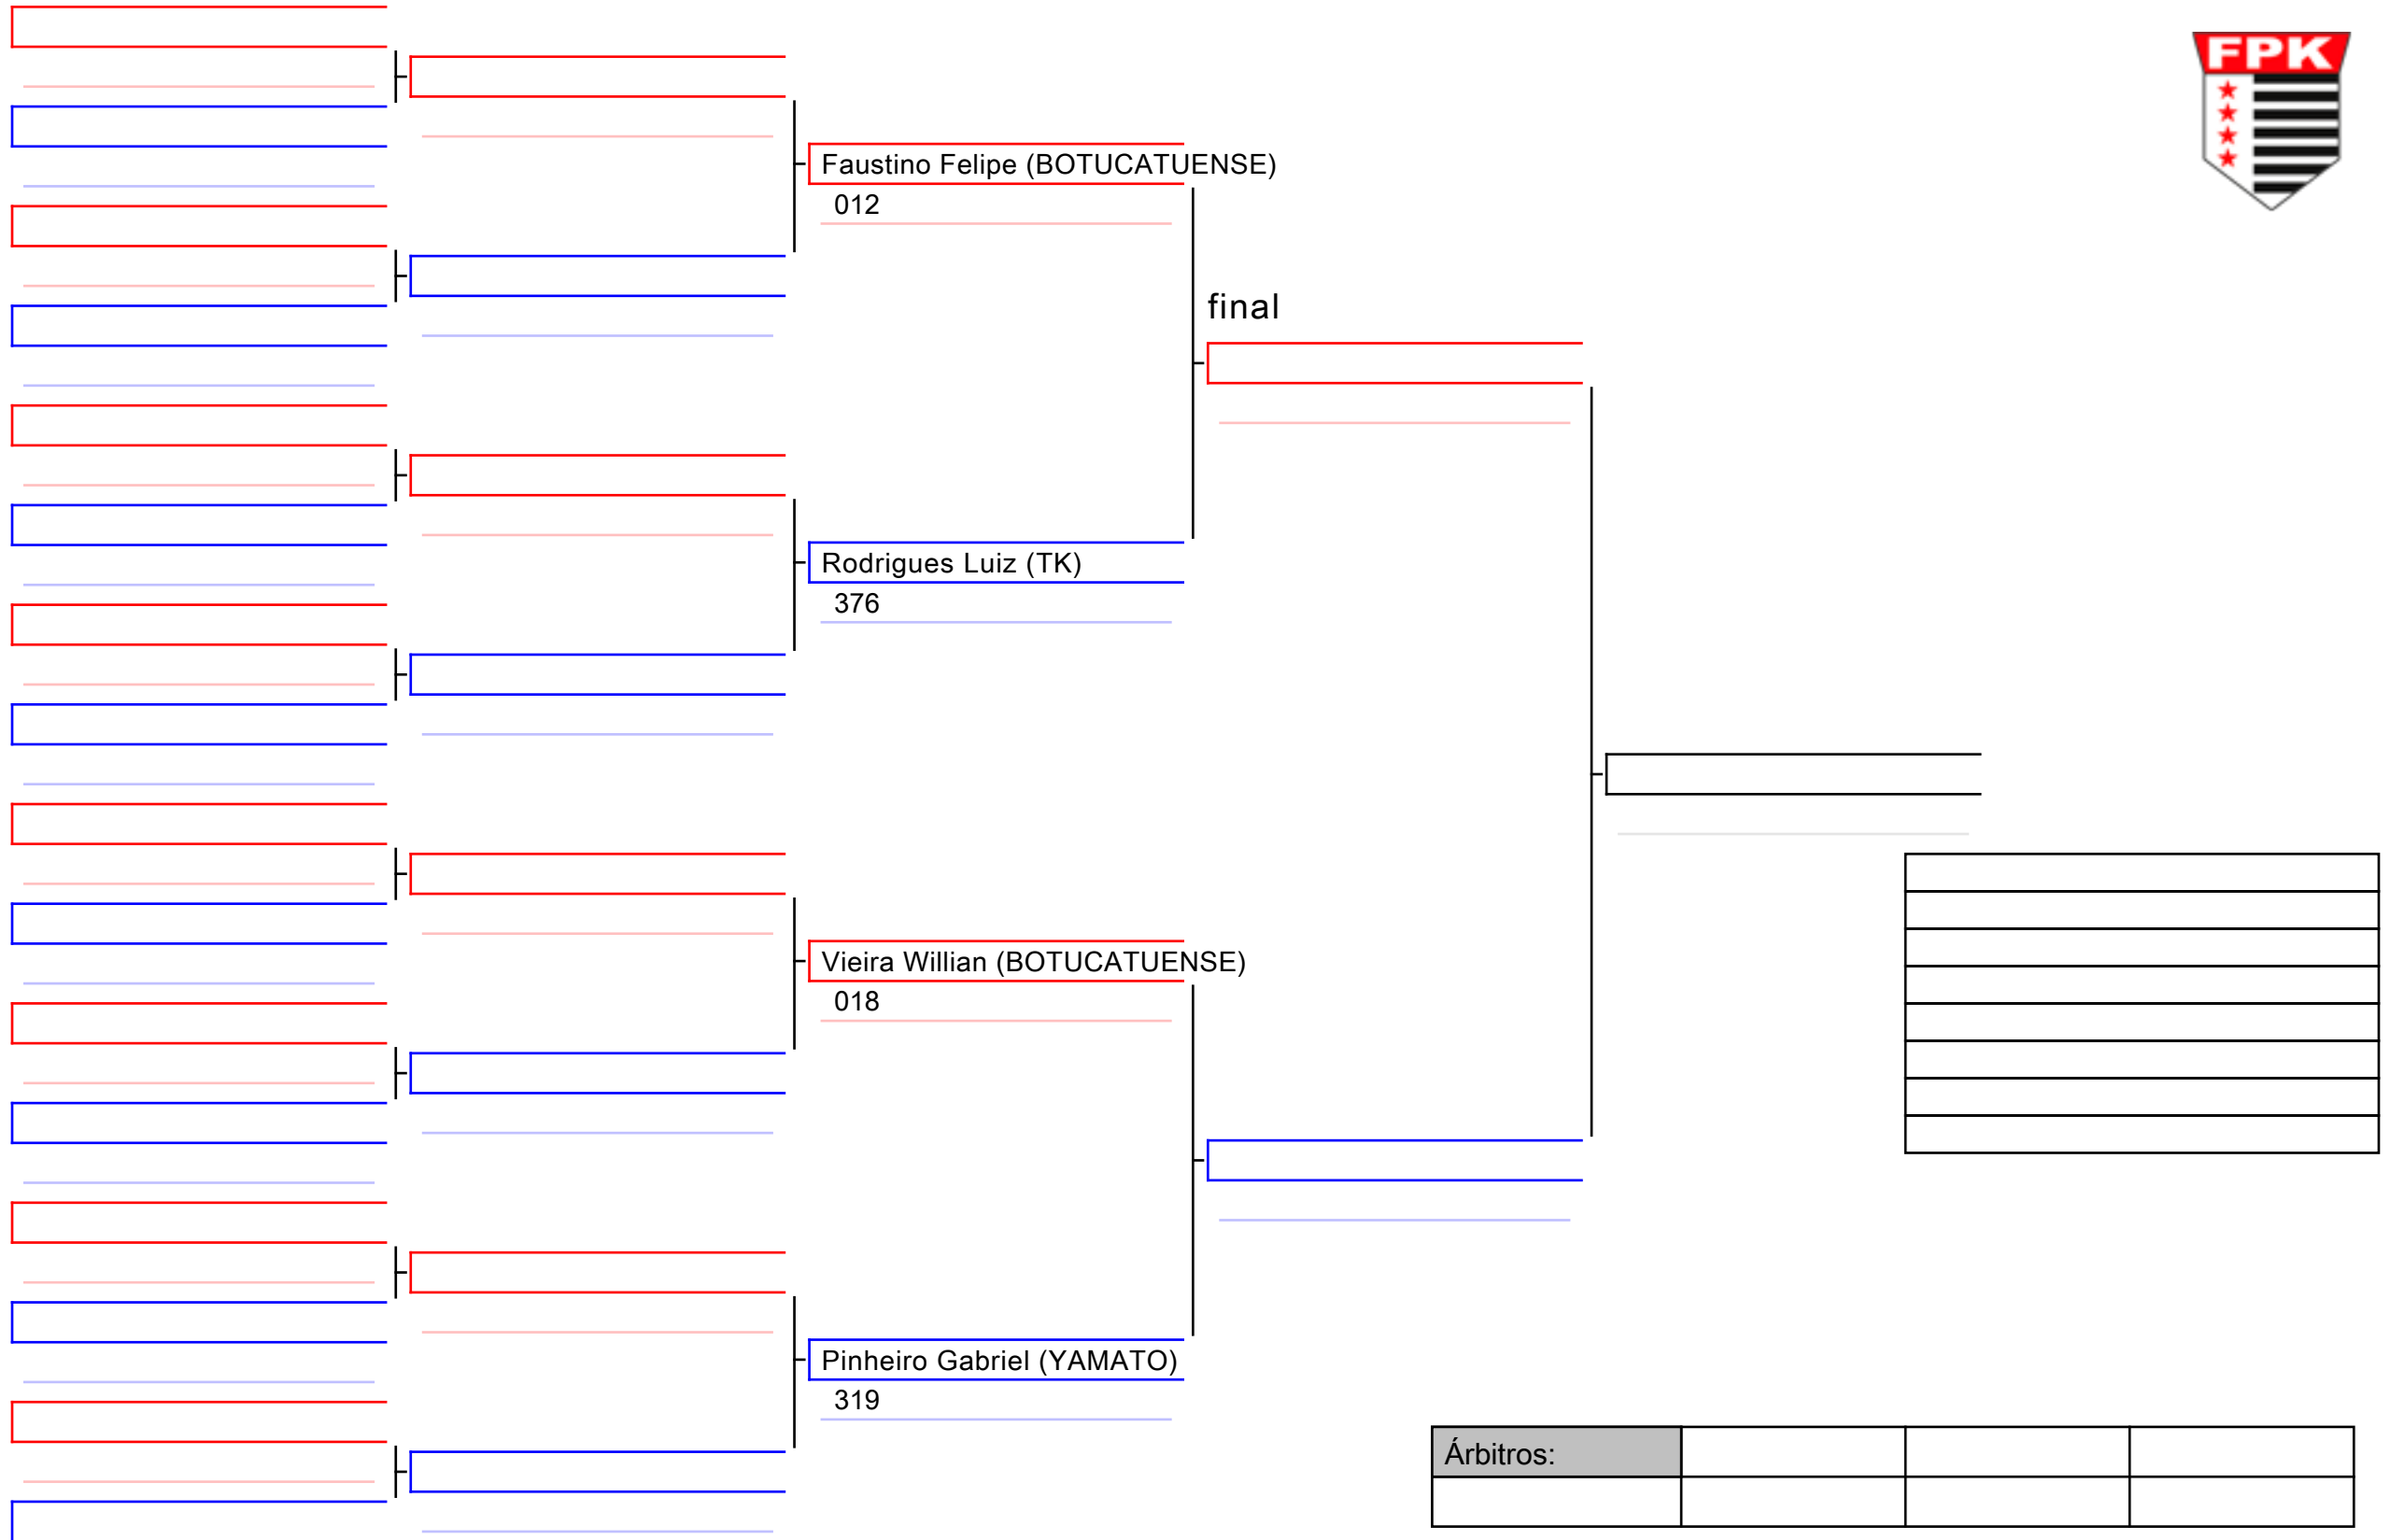 FPK
Faustino Felipe (BOTUCATUENSE)
012
final
Rodrigues Luiz (TK)
376
Vieira Willian (BOTUCATUENSE)
018
Pinheiro Gabriel (YAMATO)
319
Árbitros: